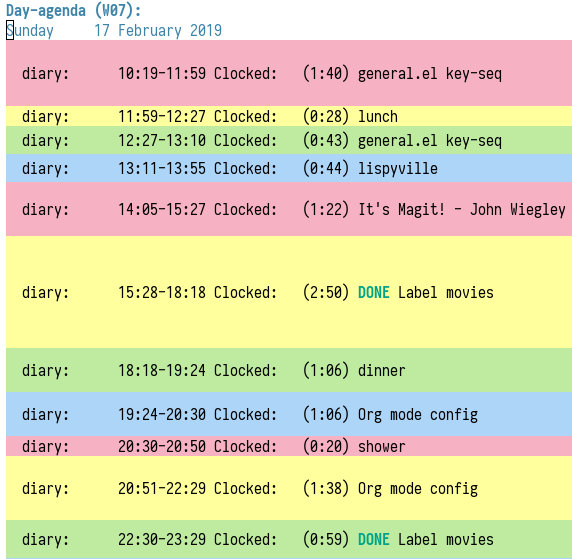 Day-agenda (W07):
Sunday 17 February 2019
diary: 10:19-11:59 Clocked: (1:40) general.el key-seq
diary: 11:59-12:27 Clocked: (0:28) lunch
diary: 12:27-13:10 Clocked: (0:43) general.el key-seq
diary: 13:11-13:55 Clocked: (0:44) lispyville
diary: 14:05-15:27 Clocked: (1:22) It's Magit! - John Wiegley
diary: 15:28-18:18 Clocked: (2:50) DONE Label movies
diary: 18:18-19:24 Clocked: (1:06) dinner
diary: 19:24-20:30 Clocked: (1:06) Org mode config
diary: 20:30-20:50 Clocked: (0:20) shower
diary: 20:51-22:29 Clocked: (1:38) Org mode config
diary: 22:30-23:29 Clocked: (0:59) DONE Label movies